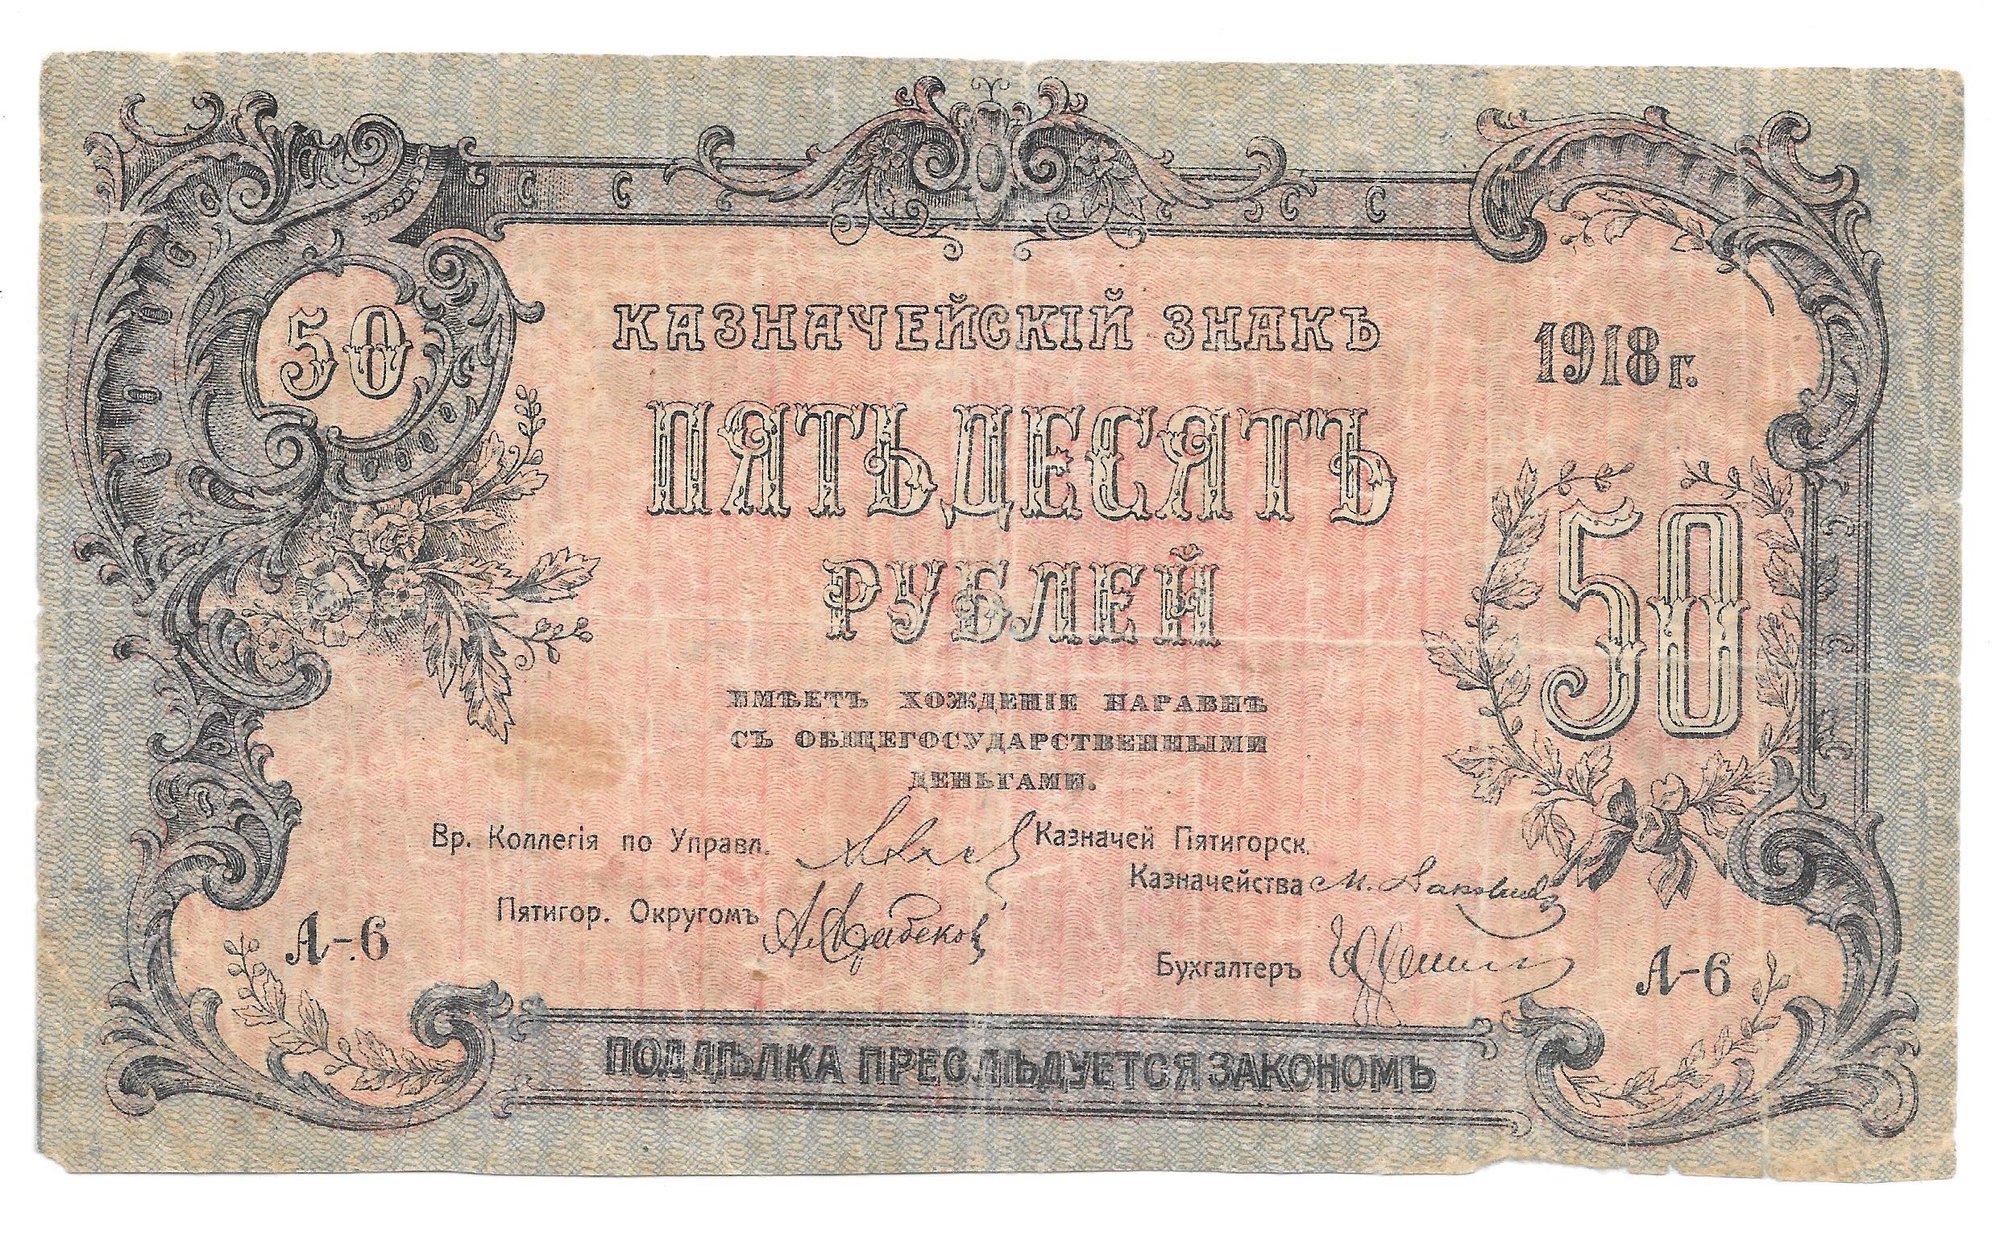 С С С С С
50
КАЗНАЧЕЙСКІЙ ЗНАКЪ
1918 г.
ПЯТЬДЕСЯТЪ
РУБЛЕЙ
50
ИМѢЕТЪ ХОЖДЕНІЕ НАРАВНѢ
СЪ ОБЩЕГОСУДАРСТВЕННЫМИ
ДЕНЬГАМИ.
Вр. Коллегія по Управл.
Пятигор. Округомъ
Казначей Пятигорск.
Казначейства
Бухгалтеръ
А-6
А-6
ПОДДѢЛКА ПРЕСЛѢДУЕТСЯ ЗАКОНОМЪ